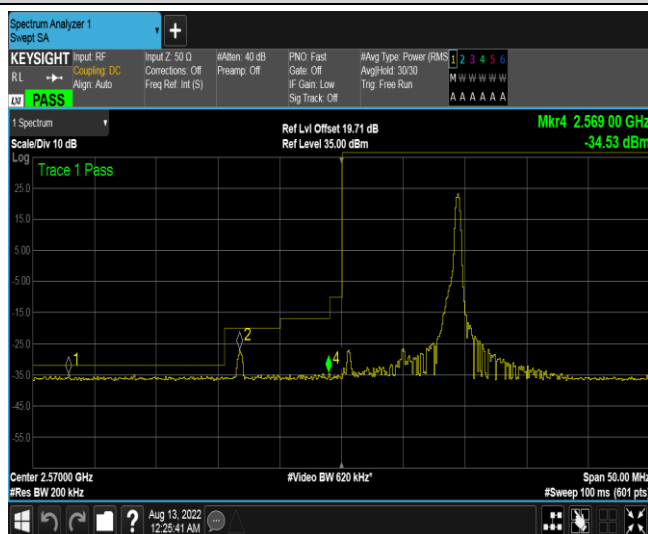 Spectrum Analyzer 1
Swept SA
+
KEYSIGHT
RL
LXI PASS
Input: RF
Coupling: DC
Align: Auto
Input Z: 50 Ω
Corrections: Off
Freq Ref: Int (S)
#Atten: 40 dB
Preamp: Off
PNO: Fast
Gate: Off
IF Gain: Low
Sig Track: Off
#Avg Type: Power (RMS
Avg|Hold: 30/30
Trig: Free Run
1 2 3 4 5 6
M W W W W W
A A A A A A
1 Spectrum
Scale/Div 10 dB
Ref Lvl Offset 19.71 dB
Ref Level 35.00 dBm
Mkr4 2.569 00 GHz
-34.53 dBm
Log
Trace 1 Pass
25.0
15.0
5.00
-5.00
-15.0
-25.0
-35.0
-45.0
-55.0
1
2
4
Center 2.57000 GHz
#Res BW 200 kHz
#Video BW 620 kHz*
Span 50.00 MHz
#Sweep 100 ms (601 pts)
?
Aug 13, 2022
12:25:41 AM